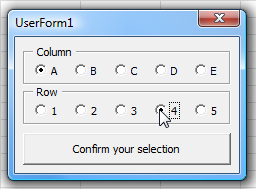 UserForm1
Column
A B C D E
Row
1 2 3 4 5
Confirm your selection